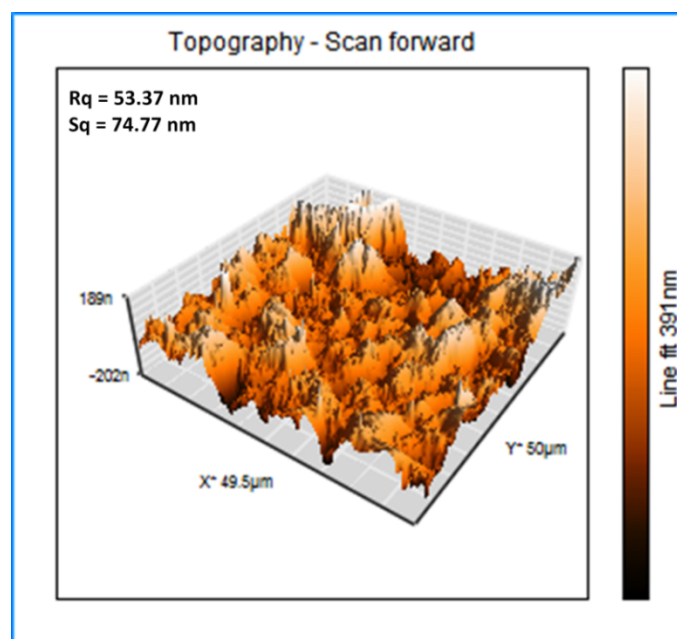 Topography - Scan forward
Rq = 53.37 nm
Sq = 74.77 nm
189n
-202n
X* 49.5µm
Y* 50µm
Line fit 391nm